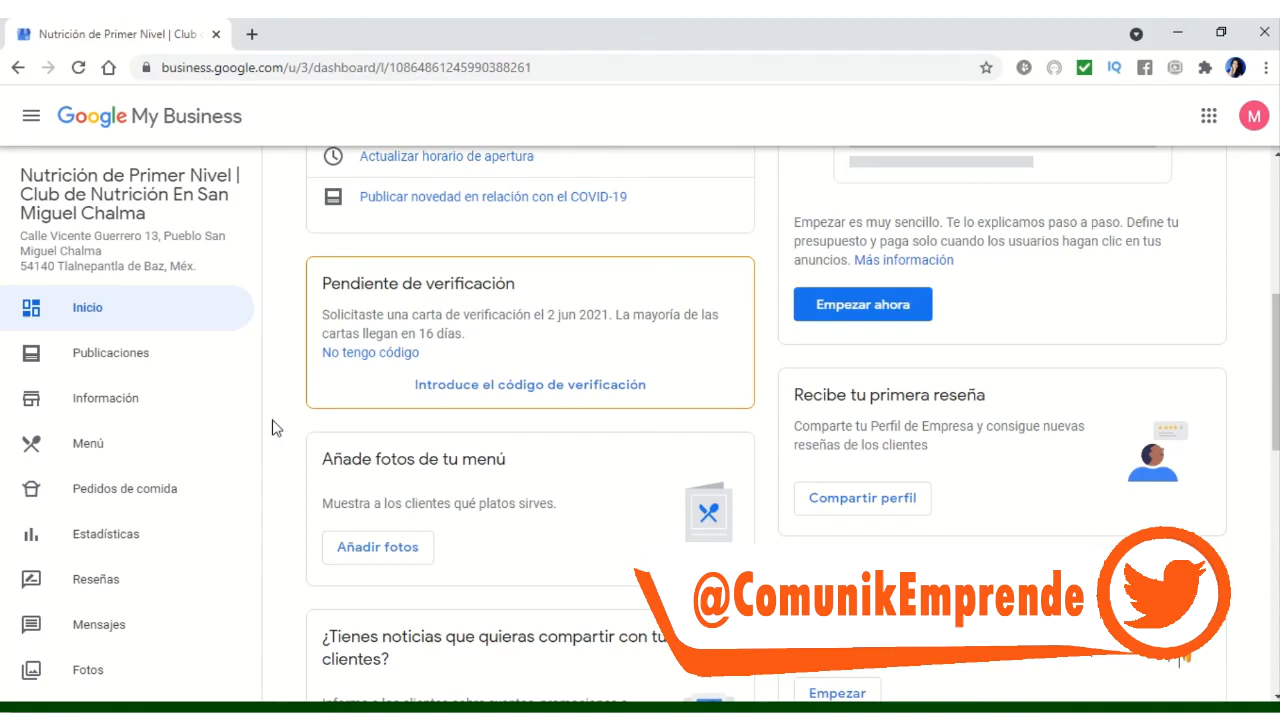 Nutrición de Primer Nivel | Club
business.google.com/u/3/dashboard/l/10864861245990388261
IQ
Google My Business
M
Nutrición de Primer Nivel |
Club de Nutrición En San
Miguel Chalma
Calle Vicente Guerrero 13, Pueblo San
Miguel Chalma
54140 Tlalnepantla de Baz, Méx.
Inicio
Publicaciones
Información
Menú
Pedidos de comida
Estadísticas
Reseñas
Mensajes
Fotos
Actualizar horario de apertura
Publicar novedad en relación con el COVID-19
Pendiente de verificación
Solicitaste una carta de verificación el 2 jun 2021. La mayoría de las
cartas llegan en 16 días.
No tengo código
Introduce el código de verificación
Añade fotos de tu menú
Muestra a los clientes qué platos sirves.
Añadir fotos
¿Tienes noticias que quieras compartir con tu
clientes?
Empezar es muy sencillo. Te lo explicamos paso a paso. Define tu
presupuesto y paga solo cuando los usuarios hagan clic en tus
anuncios. Más información
Empezar ahora
Recibe tu primera reseña
Comparte tu Perfil de Empresa y consigue nuevas
reseñas de los clientes
Compartir perfil
@ComunikEmprende
Empezar